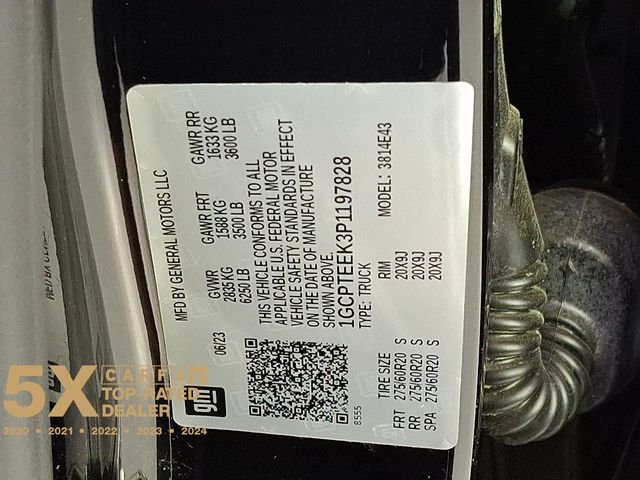 MFD BY GENERAL MOTORS LLC
06/23
GVWR
2835 KG
6250 LB
GAWR FRT
1588 KG
3500 LB
GAWR RR
1633 KG
3600 LB
THIS VEHICLE CONFORMS TO ALL
APPLICABLE U.S. FEDERAL MOTOR
VEHICLE SAFETY STANDARDS IN EFFECT
ON THE DATE OF MANUFACTURE
SHOWN ABOVE.
1GCPTEEK3P1197828
TYPE: TRUCK
MODEL: 3814E43
gm
8555
TIRE SIZE
RIM
FRT 275/60R20 S 20X9J
RR 275/60R20 S 20X9J
SPA 275/60R20 S 20X9J
5X
CARFAX
TOP-RATED
DEALER
2020 • 2021 • 2022 • 2023 • 2024